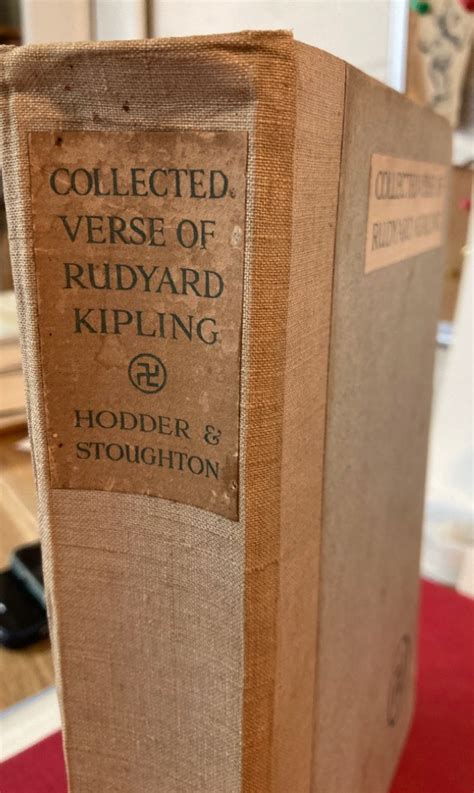 COLLECTED
VERSE OF
RUDYARD
KIPLING
HODDER &
STOUGHTON
COLLECTED VERSE OF
RUDYARD KIPLING